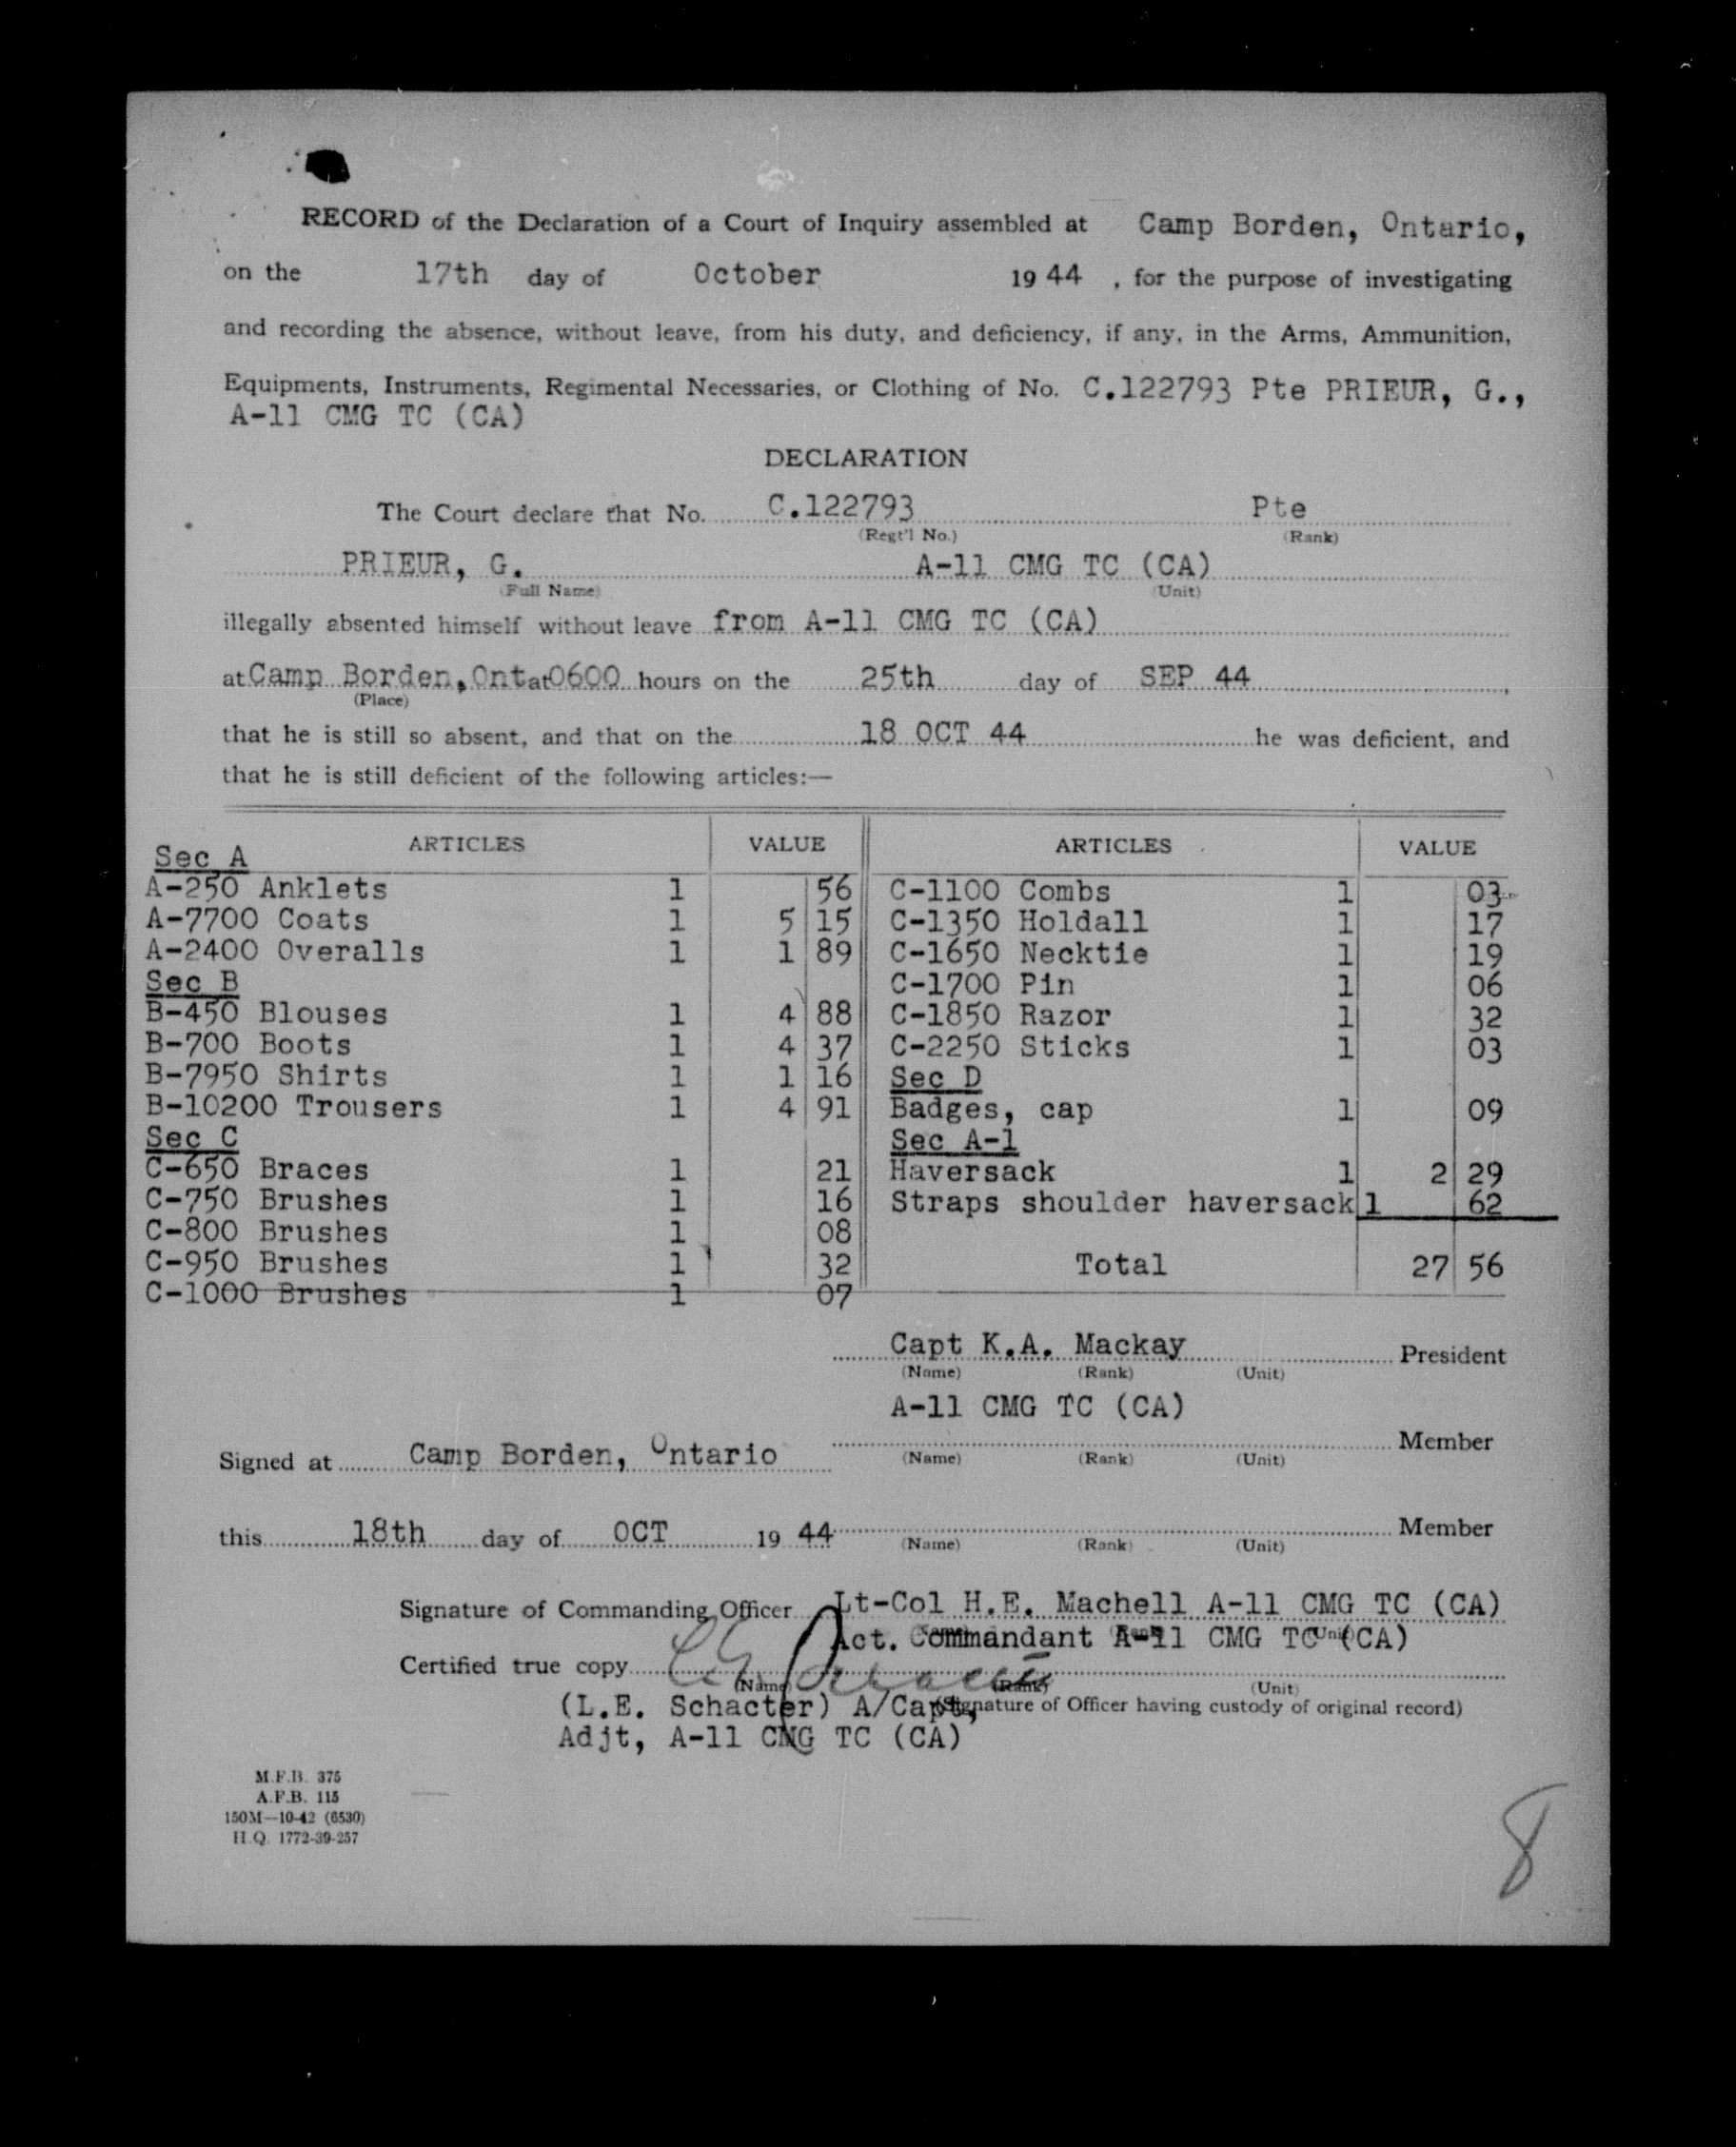 RECORD of the Declaration of a Court of Inquiry assembled at Camp Borden, Ontario,
on the 17th day of October 1944 , for the purpose of investigating
and recording the absence, without leave, from his duty, and deficiency, if any, in the Arms, Ammunition,
Equipments, Instruments, Regimental Necessaries, or Clothing of No. C.122793 Pte PRIEUR, G.,
A-11 CMG TC (CA)
DECLARATION
The Court declare that No. C.122793 Pte
(Regt'l No.) (Rank)
PRIEUR, G. A-11 CMG TC (CA)
(Full Name) (Unit)
illegally absented himself without leave from A-11 CMG TC (CA)
at Camp Borden, Ont at 0600 hours on the 25th day of SEP 44,
(Place)
that he is still so absent, and that on the 18 OCT 44 he was deficient, and
that he is still deficient of the following articles:—
ARTICLES VALUE ARTICLES VALUE
Sec A
A-250 Anklets 1 56 C-1100 Combs 1 03
A-7700 Coats 1 5 15 C-1350 Holdall 1 17
A-2400 Overalls 1 1 89 C-1650 Necktie 1 19
Sec B C-1700 Pin 1 06
B-450 Blouses 1 4 88 C-1850 Razor 1 32
B-700 Boots 1 4 37 C-2250 Sticks 1 03
B-7950 Shirts 1 1 16 Sec D
B-10200 Trousers 1 4 91 Badges, cap 1 09
Sec C Sec A-1
C-650 Braces 1 21 Haversack 1 2 29
C-750 Brushes 1 16 Straps shoulder haversack 1 62
C-800 Brushes 1 08
C-950 Brushes 1 32 Total 27 56
C-1000 Brushes 1 07
Capt K.A. Mackay President
(Name) (Rank) (Unit)
A-11 CMG TC (CA)
Member
Signed at Camp Borden, Ontario (Name) (Rank) (Unit)
this 18th day of OCT 19 44 Member
(Name) (Rank) (Unit)
Signature of Commanding Officer Lt-Col H.E. Machell A-11 CMG TC (CA)
Act. Commandant A-11 CMG TC (CA)
Certified true copy
(Name) (Rank) (Unit)
(L.E. Schacter) A/Capt, (Signature of Officer having custody of original record)
Adjt, A-11 CMG TC (CA)
M.F.B. 375
A.F.B. 115
150M—10-42 (6530)
H.Q. 1772-39-257
8